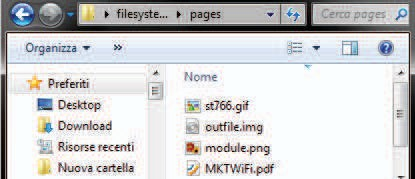 filesyste... pages Cerca pages
Organizza »
Preferiti
Desktop
Download
Risorse recenti
Nuova cartella
Nome
st766.gif
outfile.img
module.png
MKTWiFi.pdf